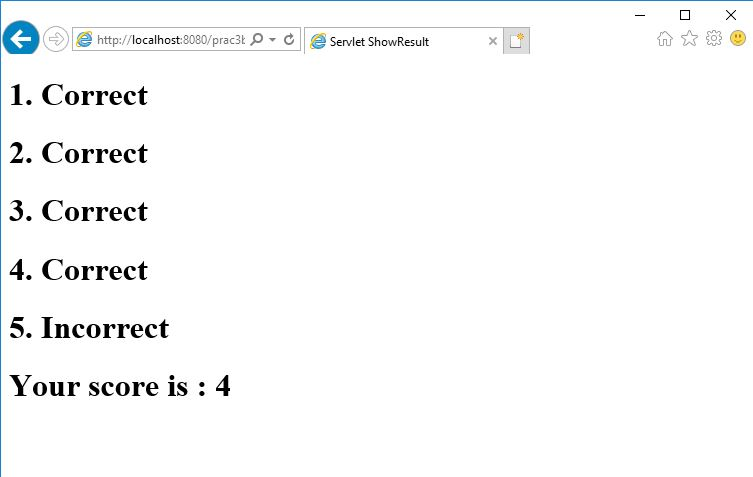 http://localhost:8080/prac3b
Servlet ShowResult
1. Correct
2. Correct
3. Correct
4. Correct
5. Incorrect
Your score is : 4